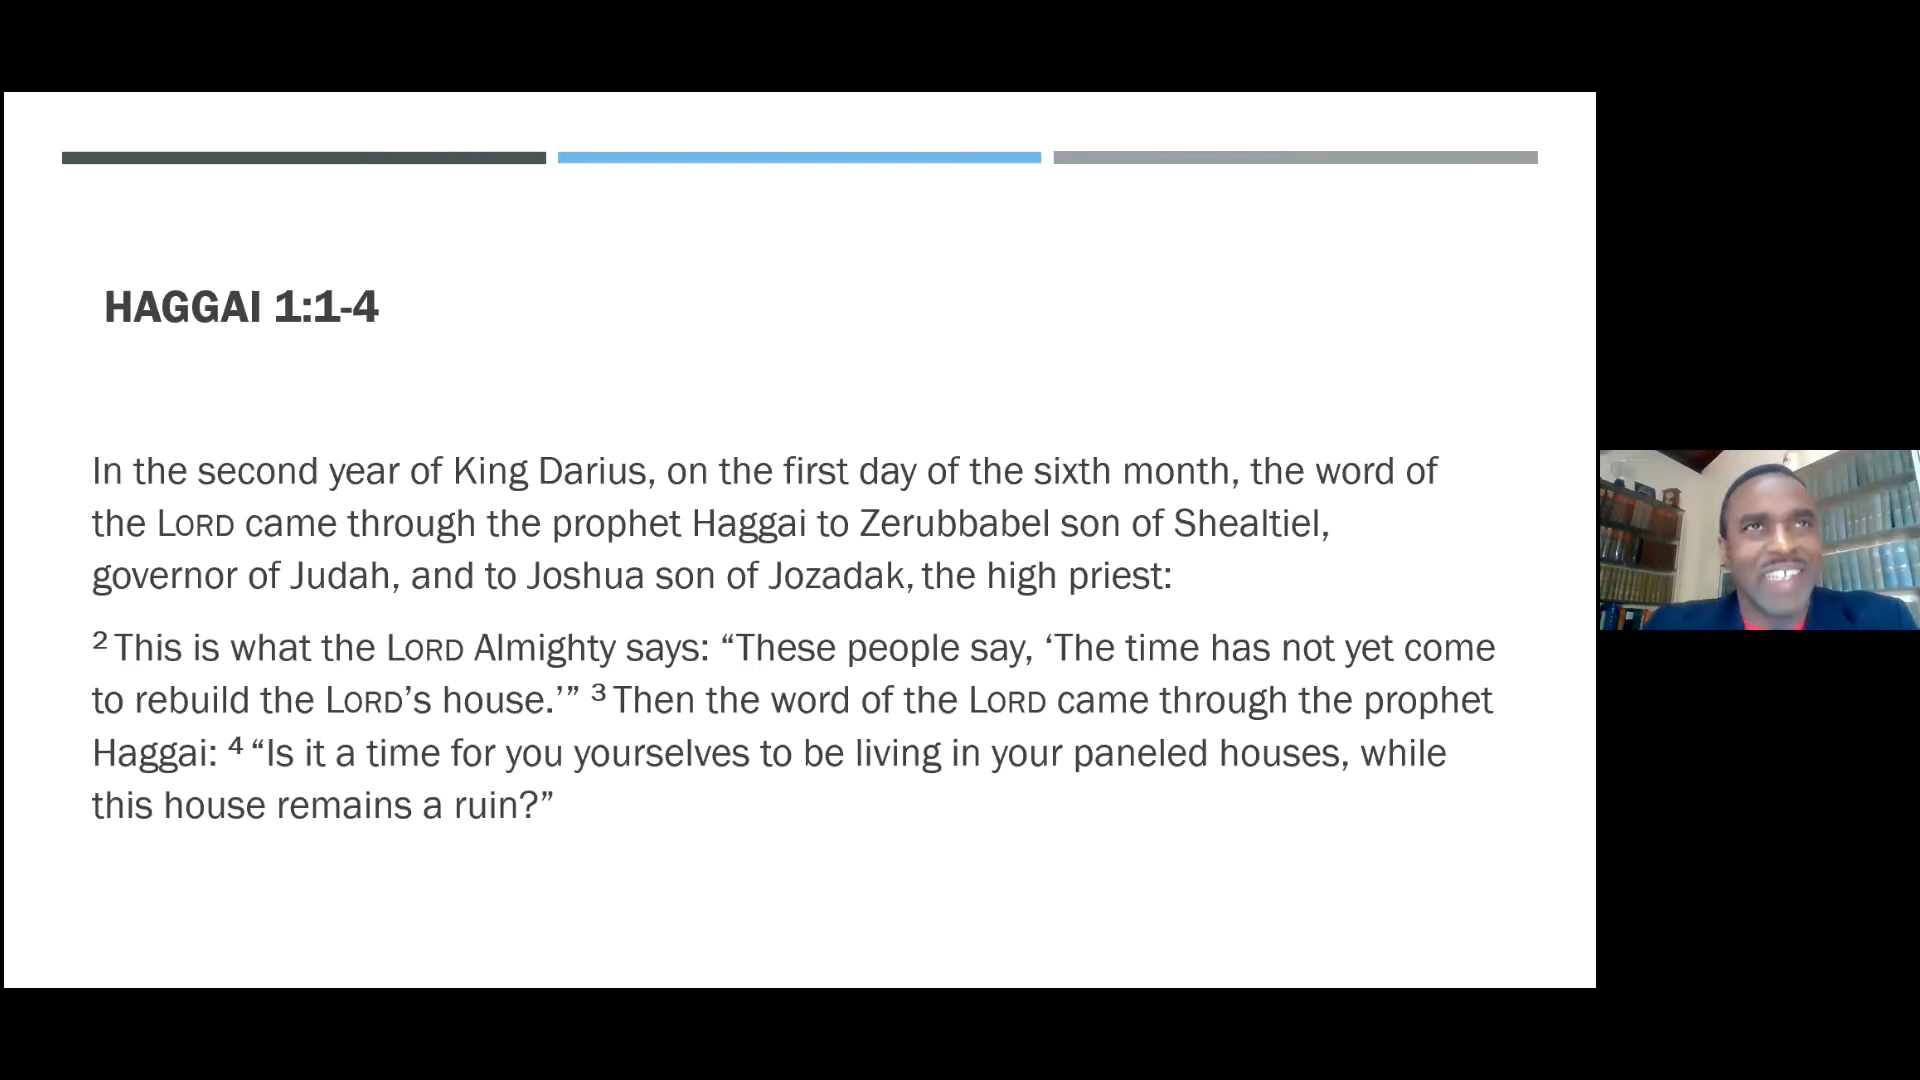 HAGGAI 1:1-4
In the second year of King Darius, on the first day of the sixth month, the word of
the LORD came through the prophet Haggai to Zerubbabel son of Shealtiel,
governor of Judah, and to Joshua son of Jozadak, the high priest:
² This is what the LORD Almighty says: “These people say, ‘The time has not yet come
to rebuild the LORD’s house.’” ³ Then the word of the LORD came through the prophet
Haggai: ⁴ “Is it a time for you yourselves to be living in your paneled houses, while
this house remains a ruin?”